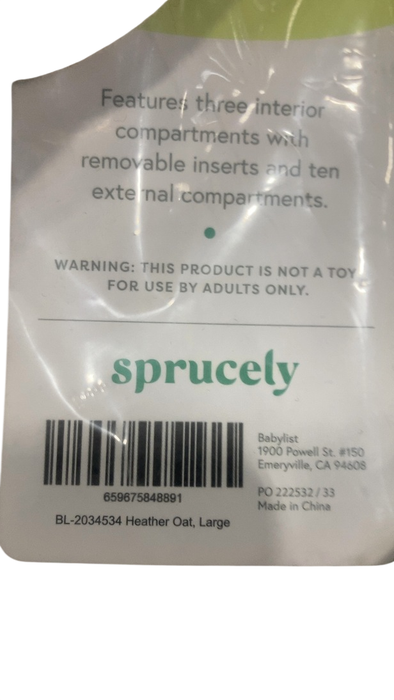 Features three interior
compartments with
removable inserts and ten
external compartments.
WARNING: THIS PRODUCT IS NOT A TOY
FOR USE BY ADULTS ONLY.
sprucely
Babylist
1900 Powell St. #150
Emeryville, CA 94608
659675848891
PO 222532 / 33
Made in China
BL-2034534 Heather Oat, Large